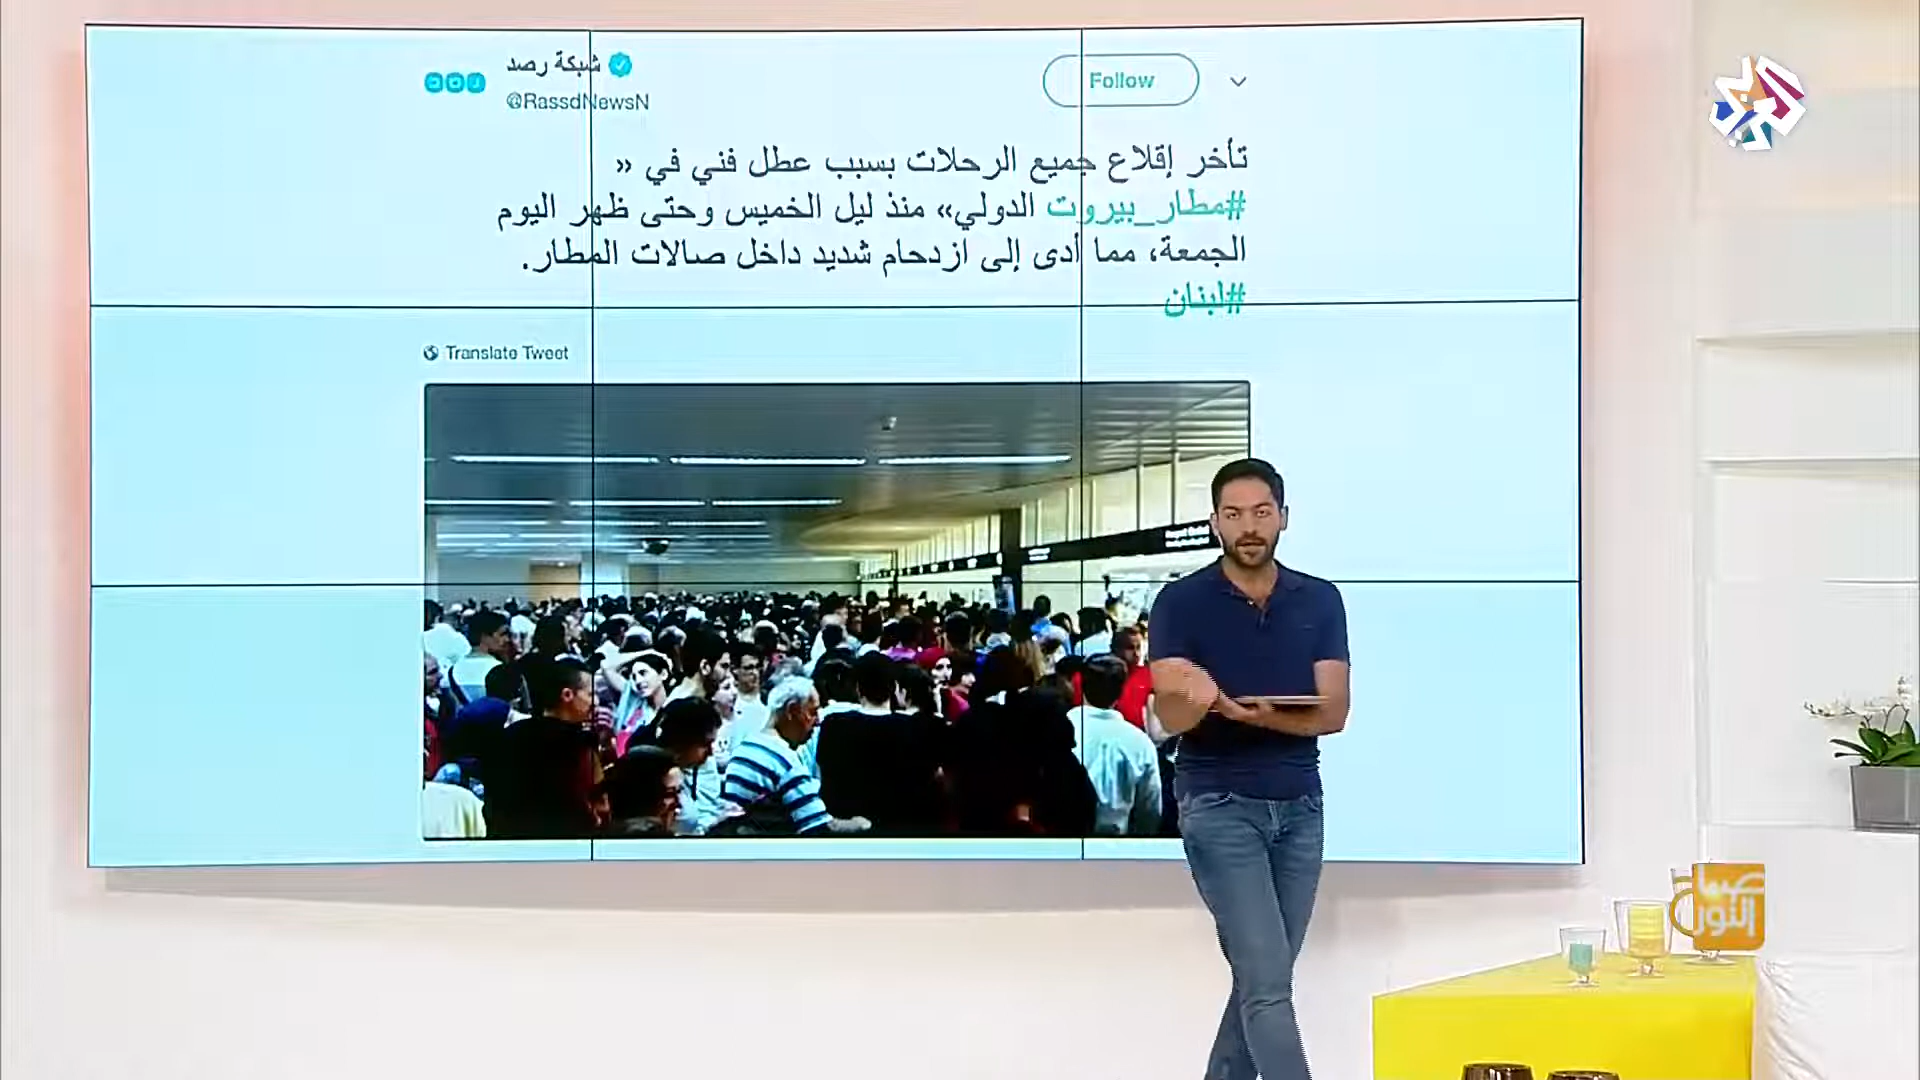 شبكة رصد
@RassdNewsN
Follow
تأخر إقلاع جميع الرحلات بسبب عطل فني في «
#مطار_بيروت الدولي» منذ ليل الخميس وحتى ظهر اليوم
الجمعة، مما أدى إلى ازدحام شديد داخل صالات المطار.
#لبنان
Translate Tweet
صباح
النور